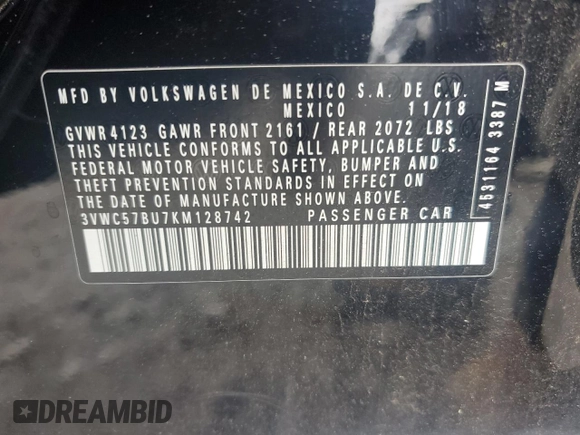 MFD BY VOLKSWAGEN DE MEXICO S.A. DE C.V.
MEXICO 11/18
GVWR 4123 GAWR FRONT 2161 / REAR 2072 LBS
THIS VEHICLE CONFORMS TO ALL APPLICABLE U.S.
FEDERAL MOTOR VEHICLE SAFETY, BUMPER AND
THEFT PREVENTION STANDARDS IN EFFECT ON
THE DATE OF MANUFACTURE SHOWN ABOVE.
3VWC57BU7KM128742 PASSENGER CAR
45311164 3387 M
DREAMBID